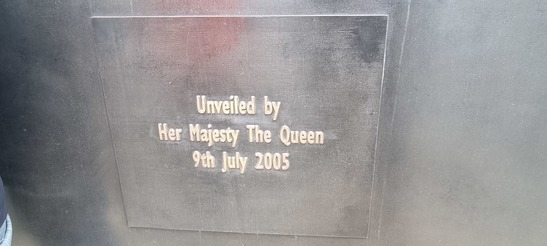 Unveiled by
Her Majesty The Queen
9th July 2005